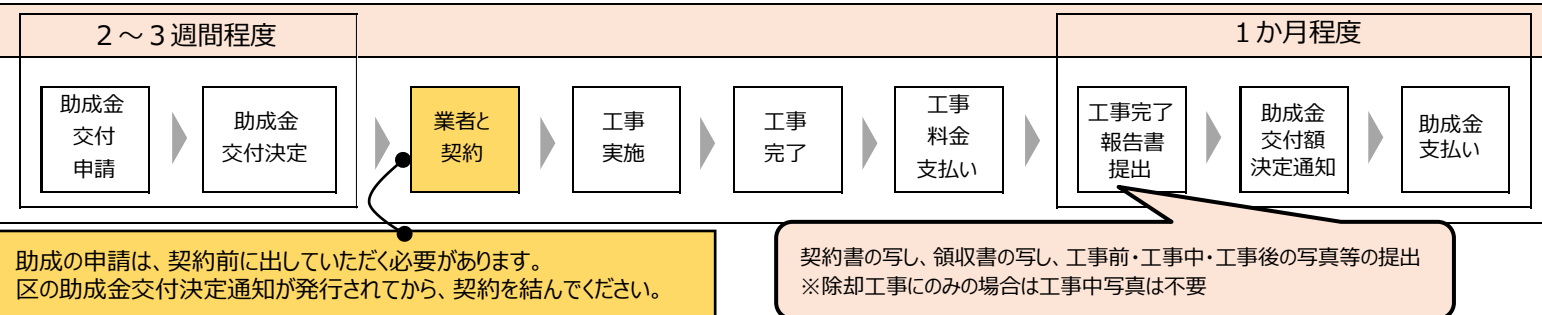 ２～３週間程度
１か月程度
助成金
交付
申請
助成金
交付決定
業者と
契約
工事
実施
工事
完了
工事
料金
支払い
工事完了
報告書
提出
助成金
交付額
決定通知
助成金
支払い
助成の申請は、契約前に出していただく必要があります。
区の助成金交付決定通知が発行されてから、契約を結んでください。
契約書の写し、領収書の写し、工事前・工事中・工事後の写真等の提出
※除却工事にのみの場合は工事中写真は不要